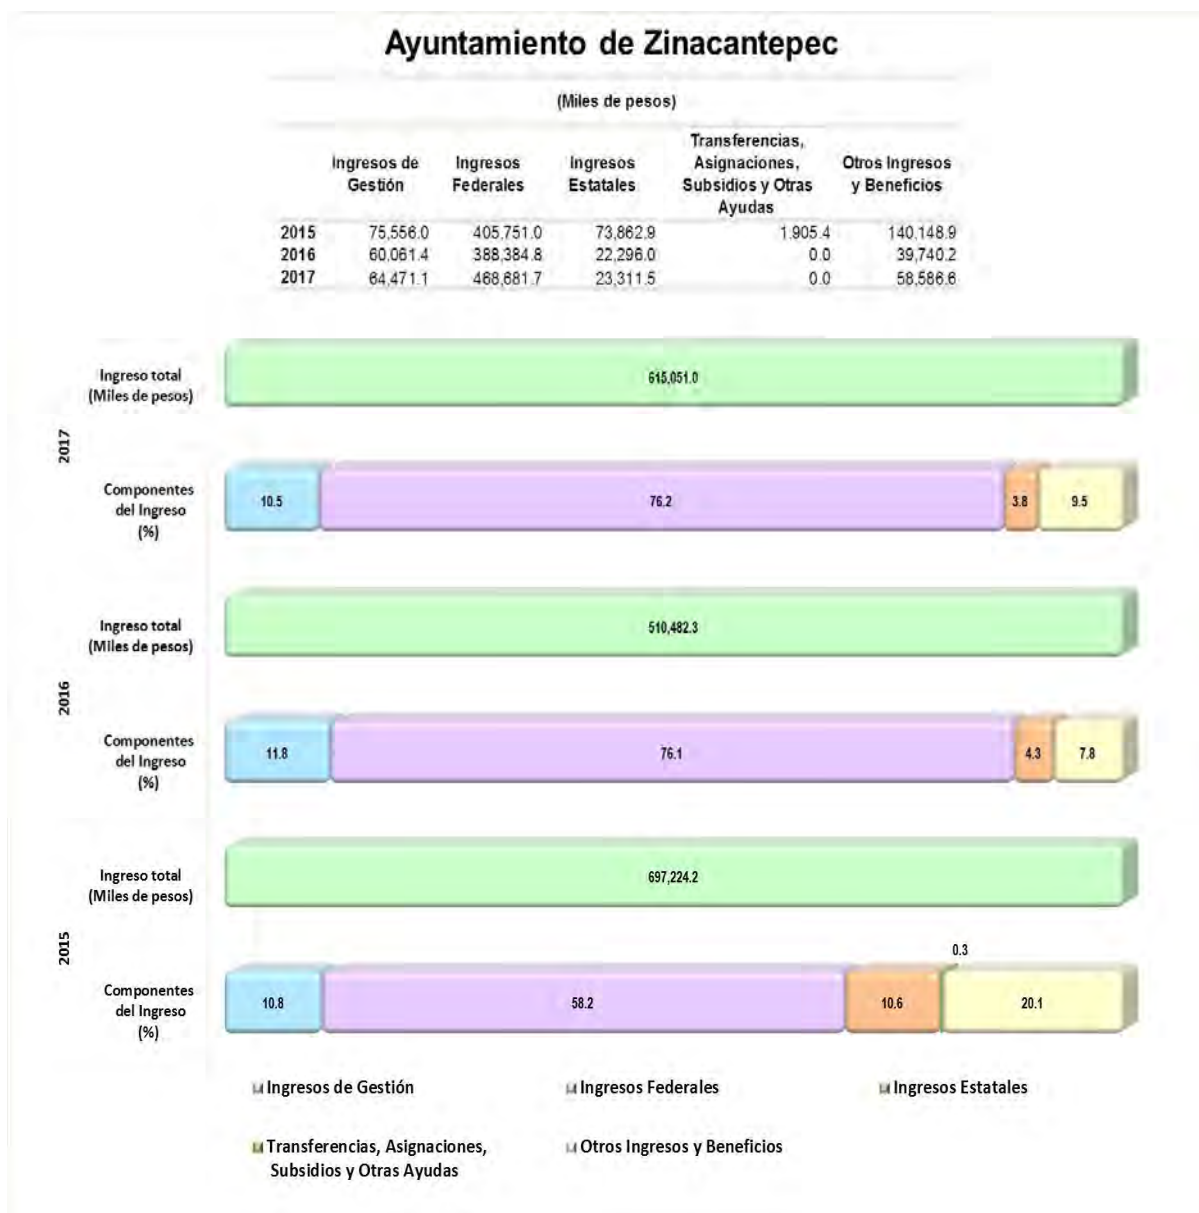 Ayuntamiento de Zinacantepec
(Miles de pesos)
Ingresos de Gestión
Ingresos Federales
Ingresos Estatales
Transferencias, Asignaciones, Subsidios y Otras Ayudas
Otros Ingresos y Beneficios
2015 75,556.0 405,751.0 73,862.9 1,905.4 140,148.9
2016 60,061.4 388,384.8 22,296.0 0.0 39,740.2
2017 64,471.1 468,681.7 23,311.5 0.0 58,586.6
2017
Ingreso total
(Miles de pesos)
615,051.0
Componentes
del Ingreso
(%)
10.5 76.2 3.8 9.5
2016
Ingreso total
(Miles de pesos)
510,482.3
Componentes
del Ingreso
(%)
11.8 76.1 4.3 7.8
2015
Ingreso total
(Miles de pesos)
697,224.2
0.3
Componentes
del Ingreso
(%)
10.8 58.2 10.6 20.1
Ingresos de Gestión Ingresos Federales Ingresos Estatales
Transferencias, Asignaciones,
Subsidios y Otras Ayudas
Otros Ingresos y Beneficios